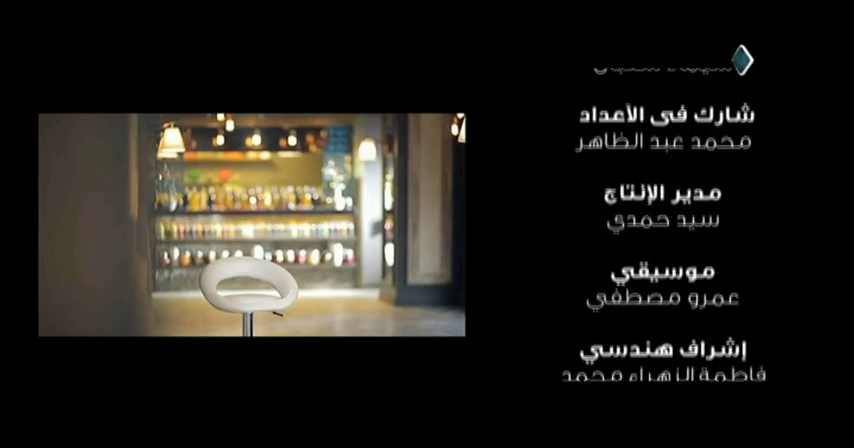 شارك فى الأعداد
محمد عبد الظاهر
مدير الإنتاج
سيد حمدي
موسيقي
عمرو مصطفي
إشراف هندسي
فاطمة الزهراء محمد